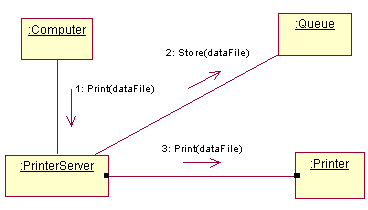 :Computer
:Queue
2: Store(dataFile)
1: Print(dataFile)
3: Print(dataFile)
:PrinterServer
:Printer